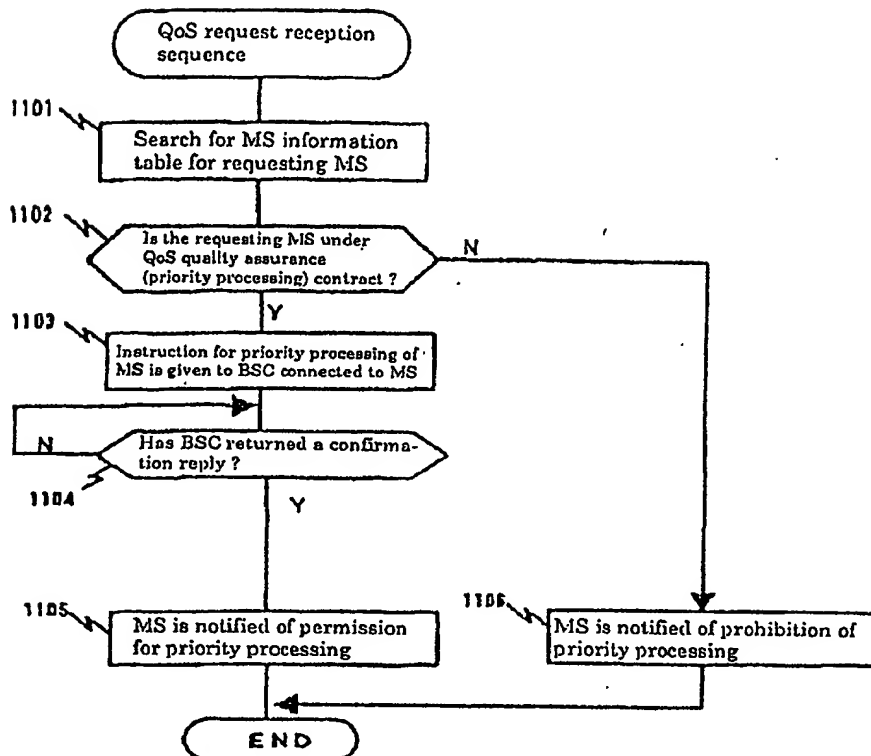 QoS request reception
sequence
1101
Search for MS information
table for requesting MS
1102
Is the requesting MS under
QoS quality assurance
(priority processing) contract ?
N
Y
1103
Instruction for priority processing of
MS is given to BSC connected to MS
Has BSC returned a confirma-
tion reply ?
N
1104
Y
1105
MS is notified of permission
for priority processing
1106
MS is notified of prohibition of
priority processing
END